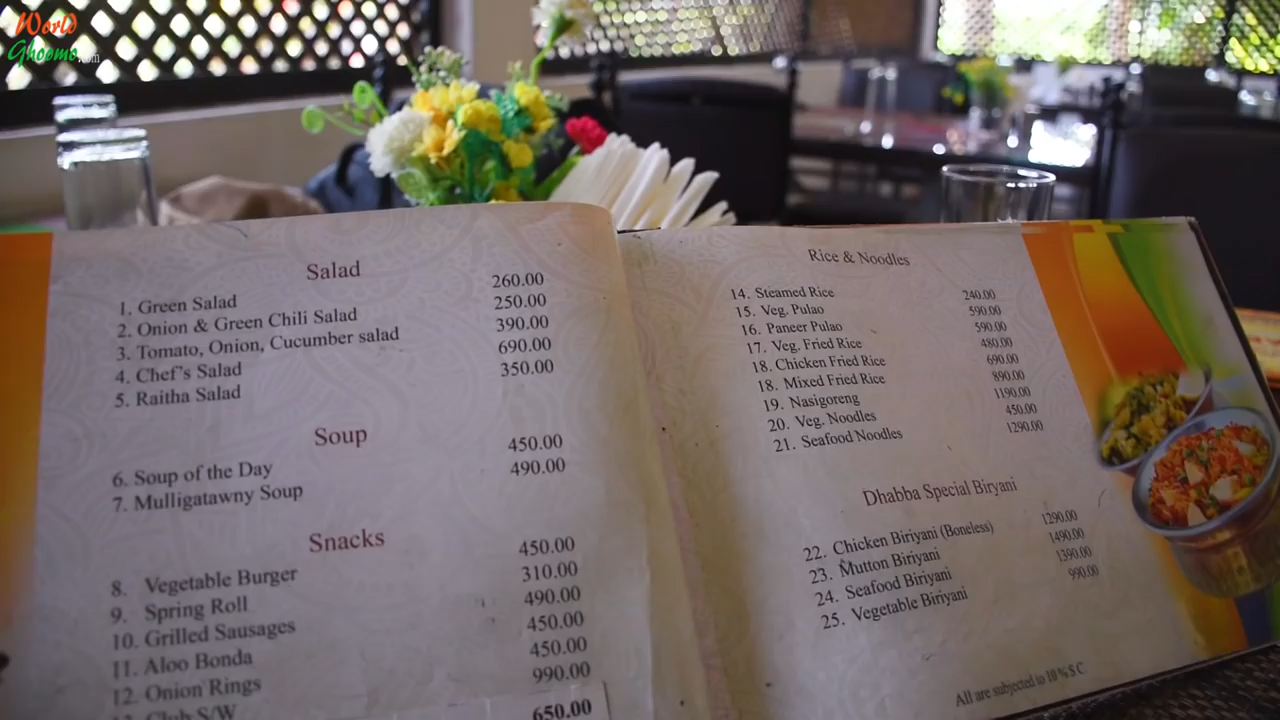 World
Ghoomo.com
Salad
1. Green Salad 260.00
2. Onion & Green Chili Salad 250.00
3. Tomato, Onion, Cucumber salad 390.00
4. Chef's Salad 690.00
5. Raitha Salad 350.00
Soup
6. Soup of the Day 450.00
7. Mulligatawny Soup 490.00
Snacks
8. Vegetable Burger 450.00
9. Spring Roll 310.00
10. Grilled Sausages 490.00
11. Aloo Bonda 450.00
12. Onion Rings 450.00
13. Club S/W 990.00
650.00
Rice & Noodles
14. Steamed Rice 240.00
15. Veg. Pulao 590.00
16. Paneer Pulao 590.00
17. Veg. Fried Rice 480.00
18. Chicken Fried Rice 690.00
18. Mixed Fried Rice 890.00
19. Nasigoreng 1190.00
20. Veg. Noodles 450.00
21. Seafood Noodles 1290.00
Dhabba Special Biryani
22. Chicken Biriyani (Boneless) 1290.00
23. Mutton Biriyani 1490.00
24. Seafood Biriyani 1390.00
25. Vegetable Biriyani 990.00
All are subjected to 10 % S C.